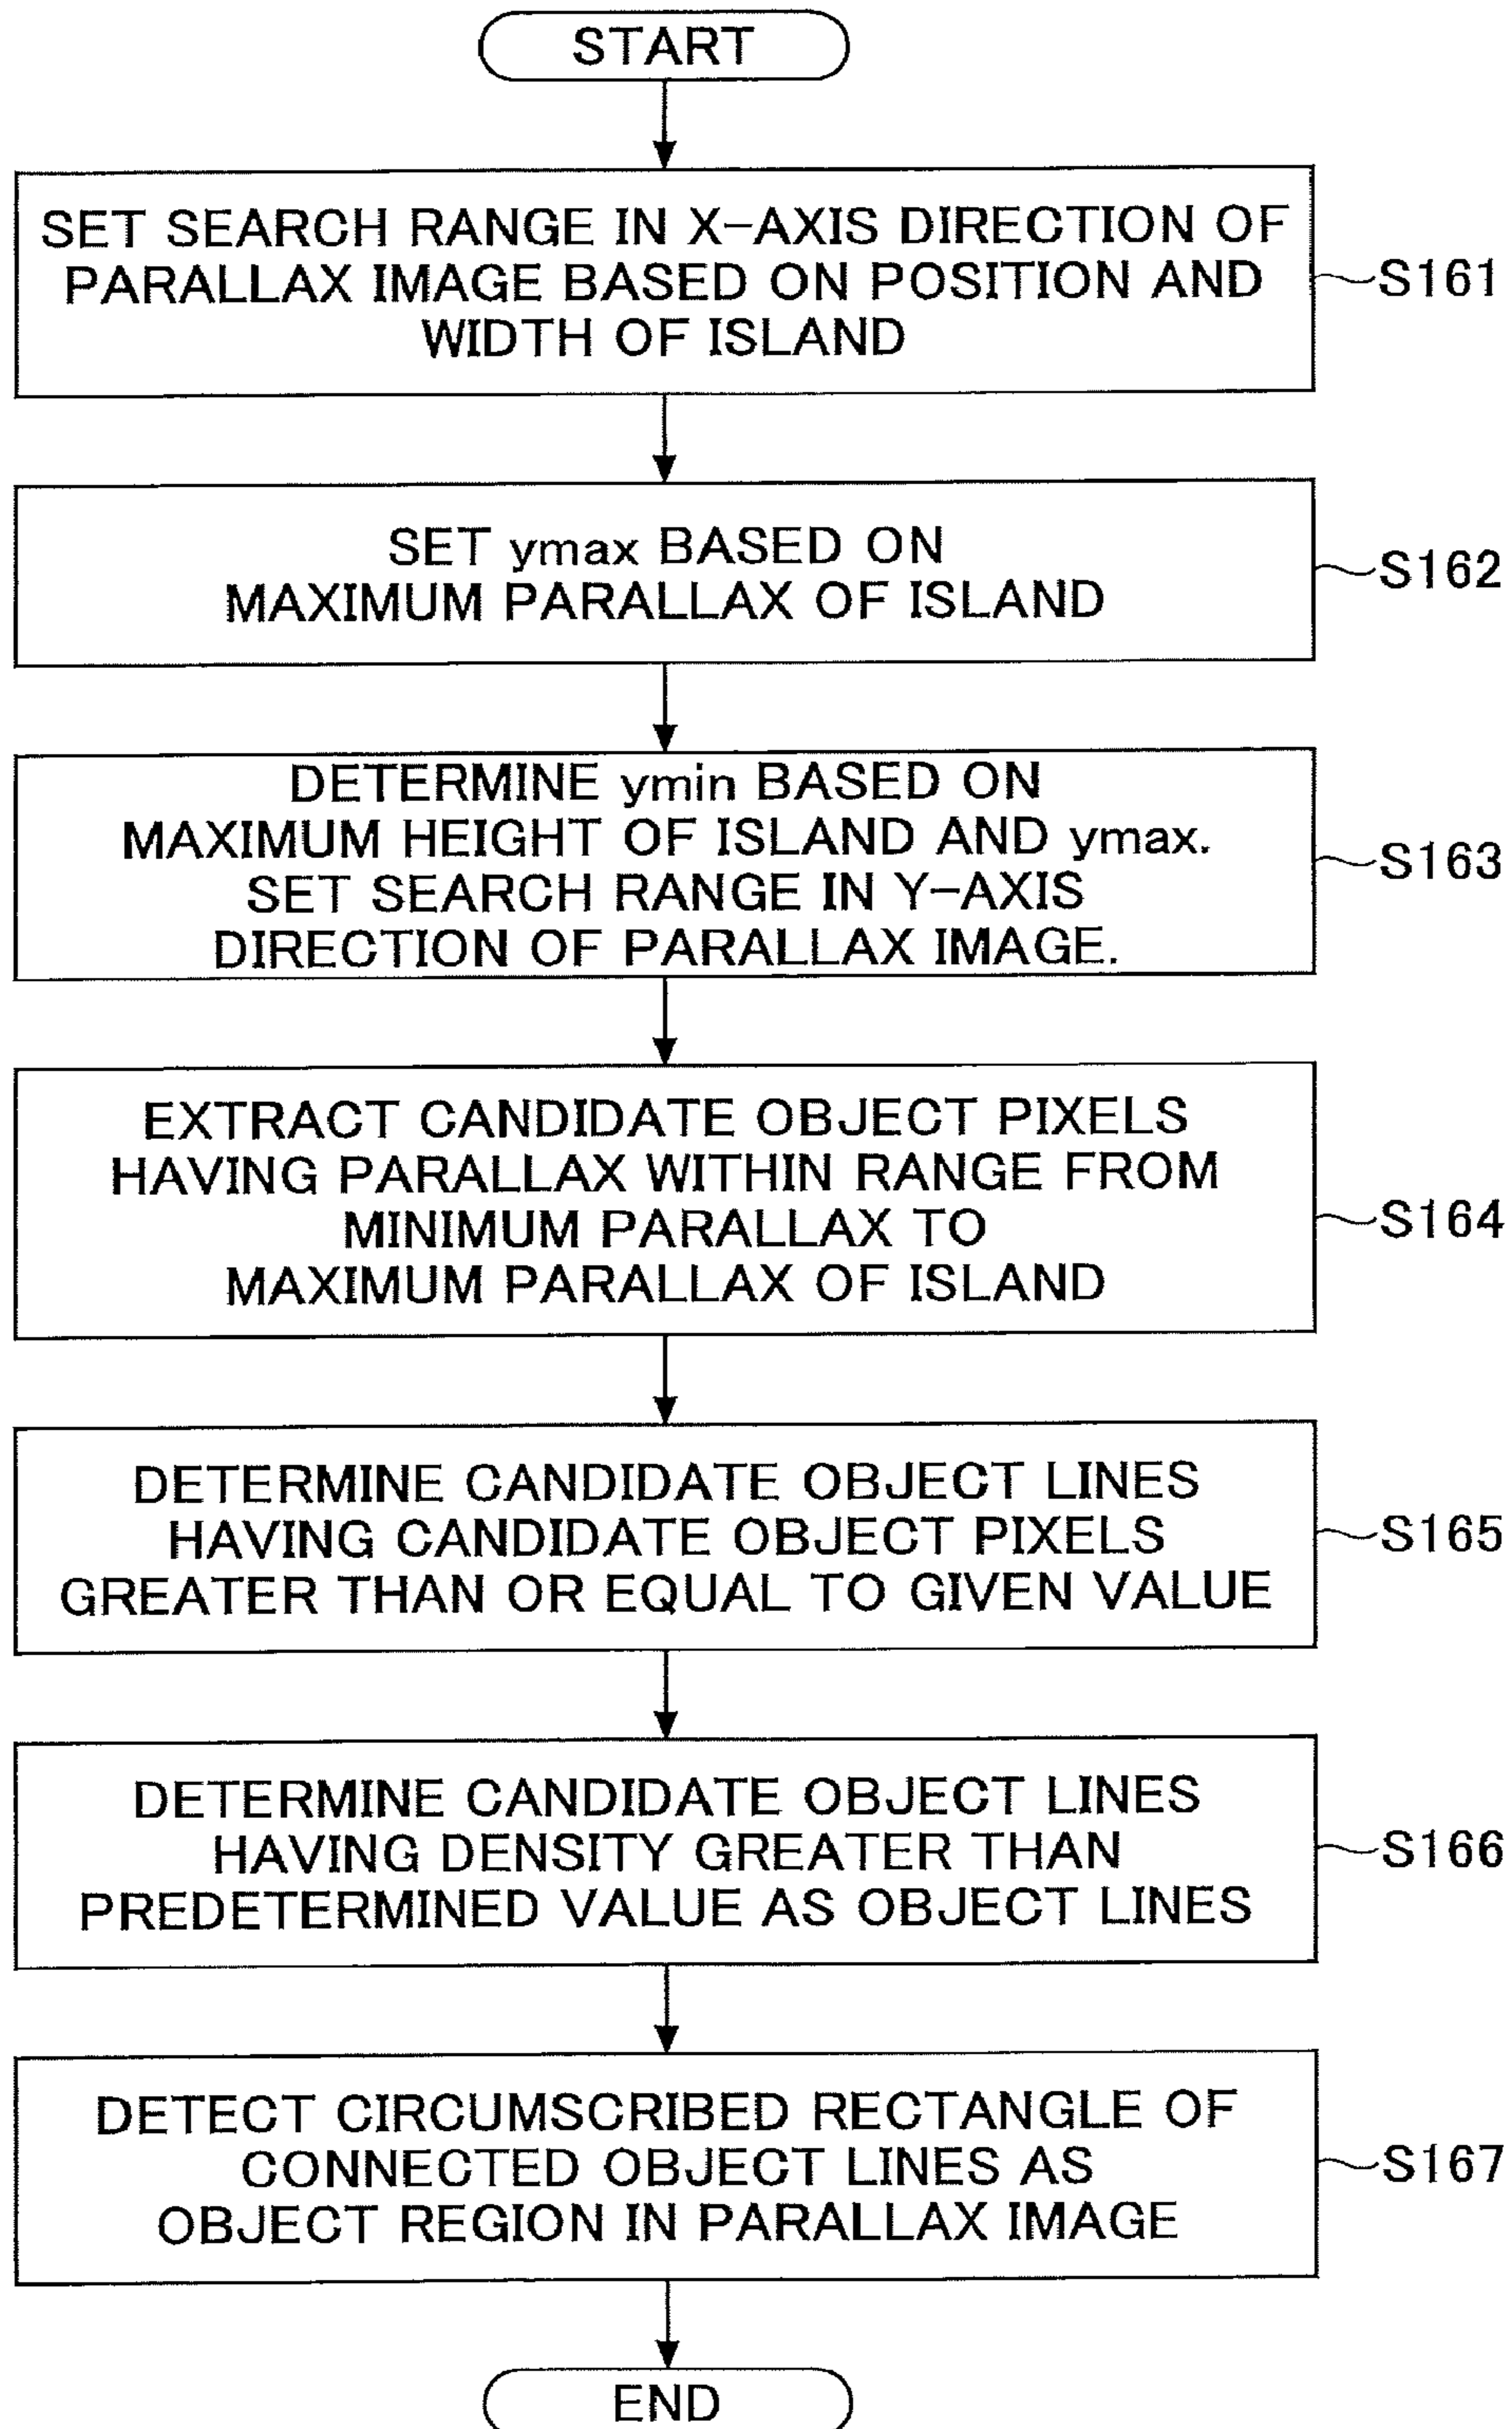 START
SET SEARCH RANGE IN X-AXIS DIRECTION OF
PARALLAX IMAGE BASED ON POSITION AND
WIDTH OF ISLAND
S161
SET ymax BASED ON
MAXIMUM PARALLAX OF ISLAND
S162
DETERMINE ymin BASED ON
MAXIMUM HEIGHT OF ISLAND AND ymax.
SET SEARCH RANGE IN Y-AXIS
DIRECTION OF PARALLAX IMAGE.
S163
EXTRACT CANDIDATE OBJECT PIXELS
HAVING PARALLAX WITHIN RANGE FROM
MINIMUM PARALLAX TO
MAXIMUM PARALLAX OF ISLAND
S164
DETERMINE CANDIDATE OBJECT LINES
HAVING CANDIDATE OBJECT PIXELS
GREATER THAN OR EQUAL TO GIVEN VALUE
S165
DETERMINE CANDIDATE OBJECT LINES
HAVING DENSITY GREATER THAN
PREDETERMINED VALUE AS OBJECT LINES
S166
DETECT CIRCUMSCRIBED RECTANGLE OF
CONNECTED OBJECT LINES AS
OBJECT REGION IN PARALLAX IMAGE
S167
END